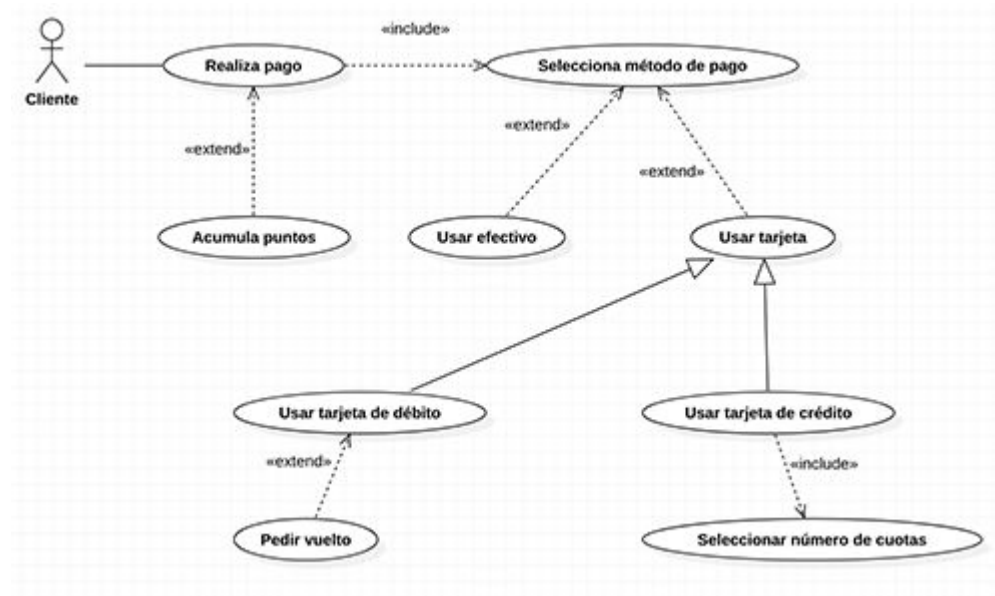 «include»
Realiza pago
Selecciona método de pago
Cliente
«extend»
«extend»
«extend»
Acumula puntos
Usar efectivo
Usar tarjeta
Usar tarjeta de débito
Usar tarjeta de crédito
«extend»
«include»
Pedir vuelto
Seleccionar número de cuotas